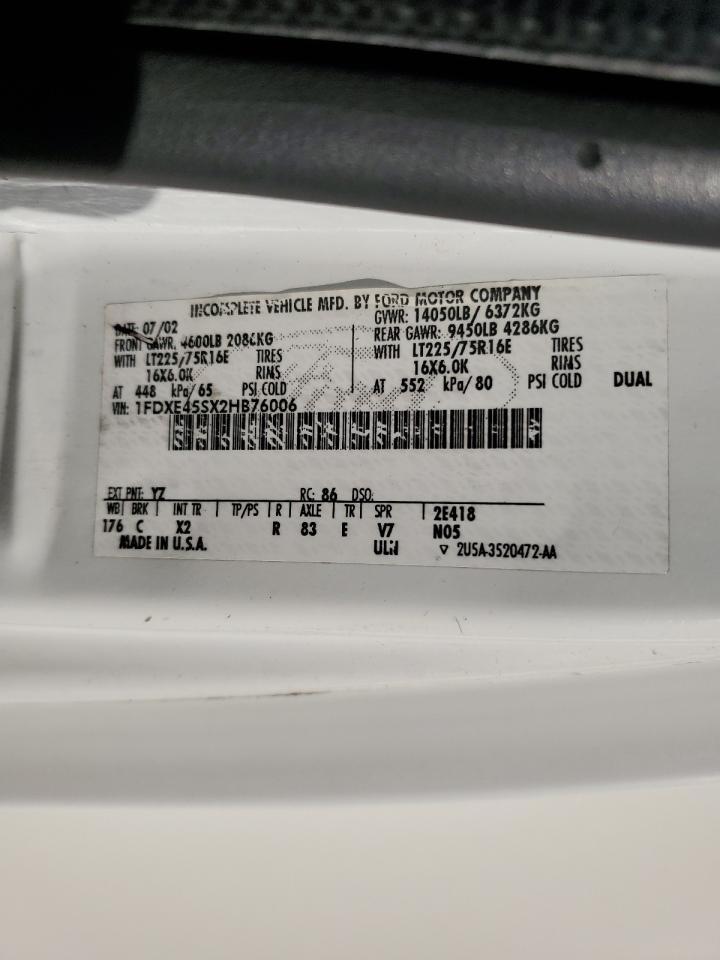 INCOMPLETE VEHICLE MFD. BY FORD MOTOR COMPANY
DATE: 07/02
GVWR: 14050LB/ 6372KG
FRONT GAWR: 4600LB 2086KG
REAR GAWR: 9450LB 4286KG
WITH LT225/75R16E TIRES
WITH LT225/75R16E TIRES
16X6.0K RIMS
16X6.0K RIMS
AT 448 kPa/65 PSI COLD
AT 552 kPa/80 PSI COLD DUAL
VIN: 1FDXE45SX2HB76006
EXT PNT: YZ RC: 86 DSO:
WB BRK INT TR TP/PS R AXLE TR SPR 2E418
176 C X2 R 83 E V7 N05
MADE IN U.S.A. ▽ 2U5A-3520472-AA